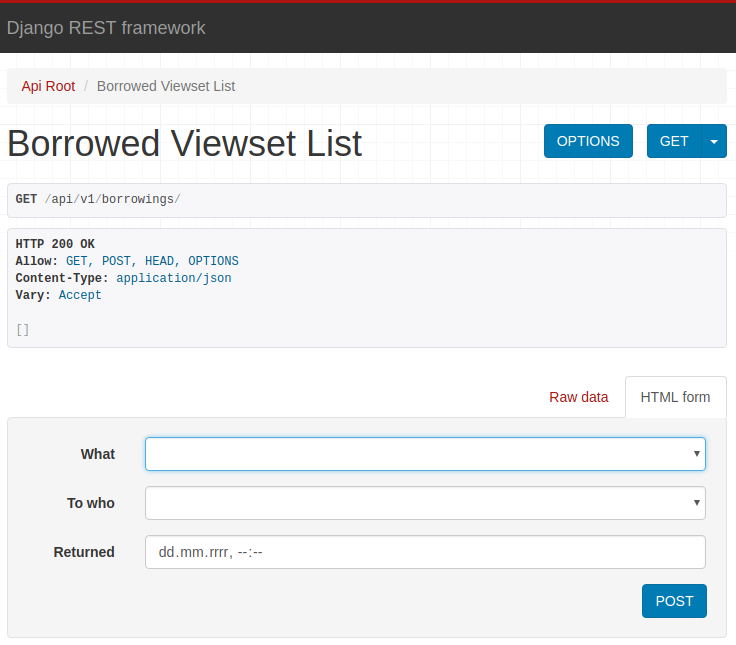 Django REST framework
Api Root / Borrowed Viewset List
Borrowed Viewset List
OPTIONS
GET
GET /api/v1/borrowings/
HTTP 200 OK
Allow: GET, POST, HEAD, OPTIONS
Content-Type: application/json
Vary: Accept
[]
Raw data
HTML form
What
To who
Returned dd.mm.rrrr, --:--
POST